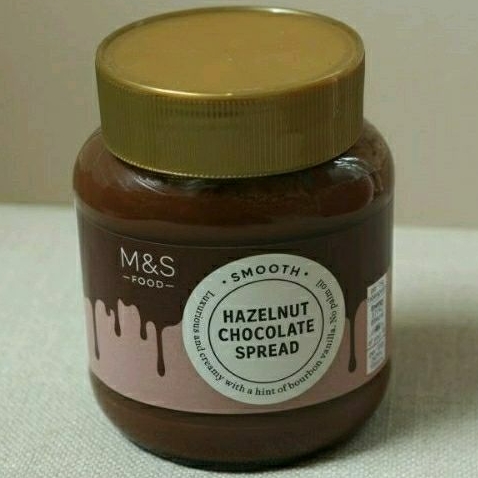 M&S
—FOOD—
• SMOOTH •
HAZELNUT
CHOCOLATE
SPREAD
Luxurious and creamy with a hint of bourbon vanilla. No palm oil